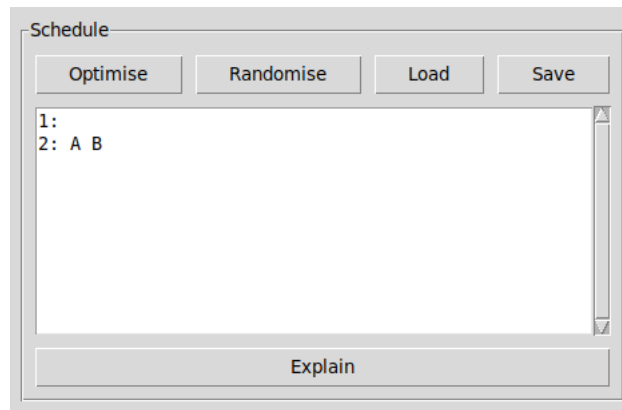 Schedule
Optimise Randomise Load Save
1:
2: A B
Explain